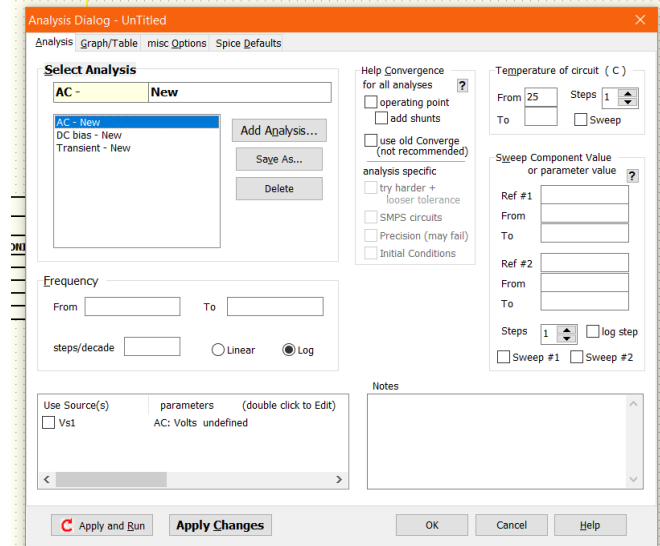 Analysis Dialog - UnTitled
Analysis Graph/Table misc Options Spice Defaults
Select Analysis
AC - New
AC - New
DC bias - New
Transient - New
Add Analysis...
Save As...
Delete
Help Convergence
for all analyses ?
operating point
add shunts
use old Converge
(not recommended)
analysis specific
try harder +
looser tolerance
SMPS circuits
Precision (may fail)
Initial Conditions
Temperature of circuit ( C )
From 25 Steps 1
To Sweep
Sweep Component Value
or parameter value ?
Ref #1
From
To
Ref #2
From
To
Steps 1 log step
Sweep #1 Sweep #2
Frequency
From To
steps/decade Linear Log
Use Source(s) parameters (double click to Edit)
Vs1 AC: Volts undefined
Notes
Apply and Run Apply Changes OK Cancel Help